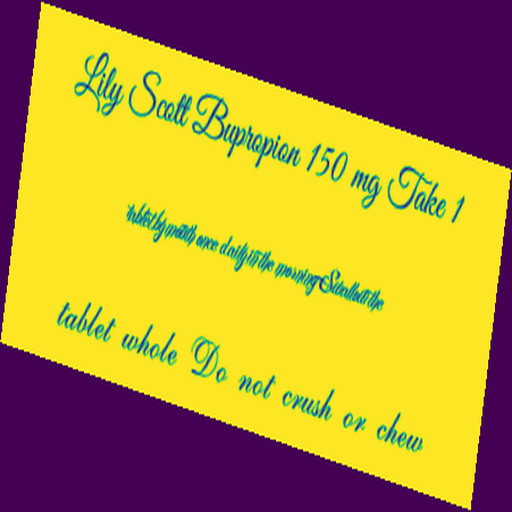 Lily Scott Bupropion 150 mg Take 1
tablet by mouth once daily in the morning Swallow the
tablet whole Do not crush or chew